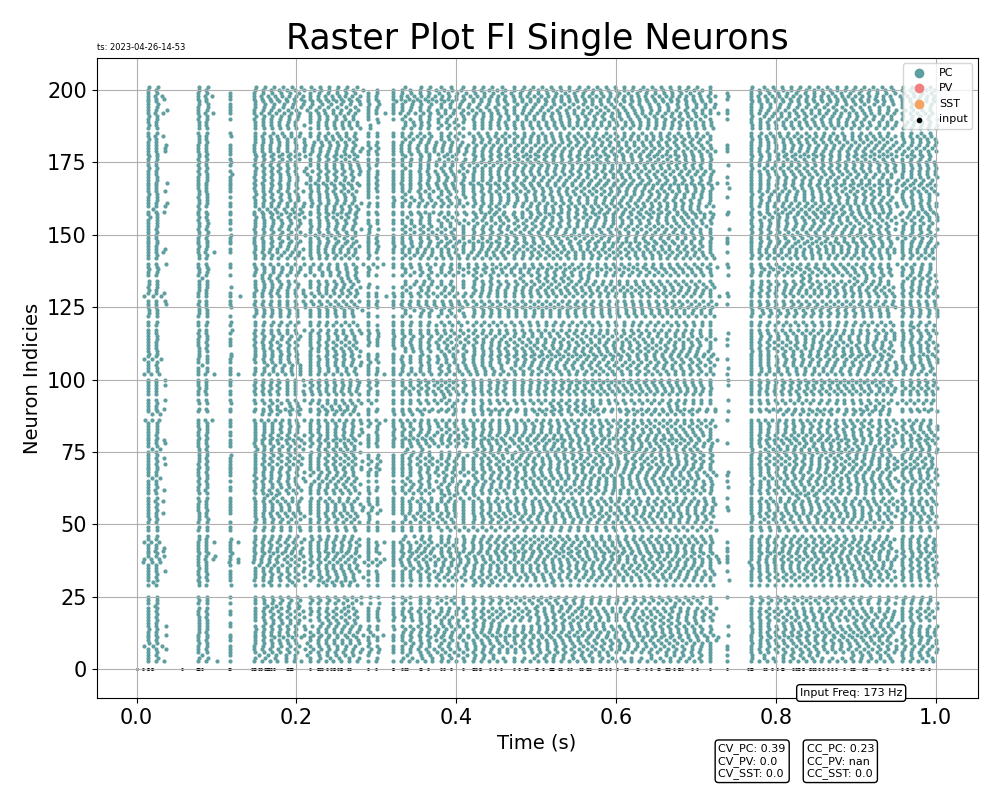 Raster Plot FI Single Neurons
ts: 2023-04-26-14-53
PC
PV
SST
input
200
175
150
125
100
75
50
25
0
Neuron Indicies
0.0 0.2 0.4 0.6 0.8 1.0
Time (s)
Input Freq: 173 Hz
CV_PC: 0.39
CV_PV: 0.0
CV_SST: 0.0
CC_PC: 0.23
CC_PV: nan
CC_SST: 0.0